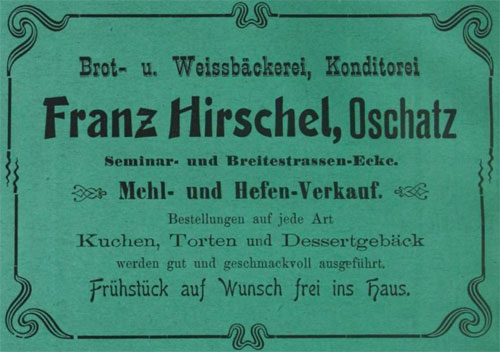 Brot- u. Weissbäckerei, Konditorei
Franz Hirschel, Oschatz
Seminar- und Breitestrassen-Ecke.
Mehl- und Hefen-Verkauf.
Bestellungen auf jede Art
Kuchen, Torten und Dessertgebäck
werden gut und geschmackvoll ausgeführt.
Frühstück auf Wunsch frei ins Haus.